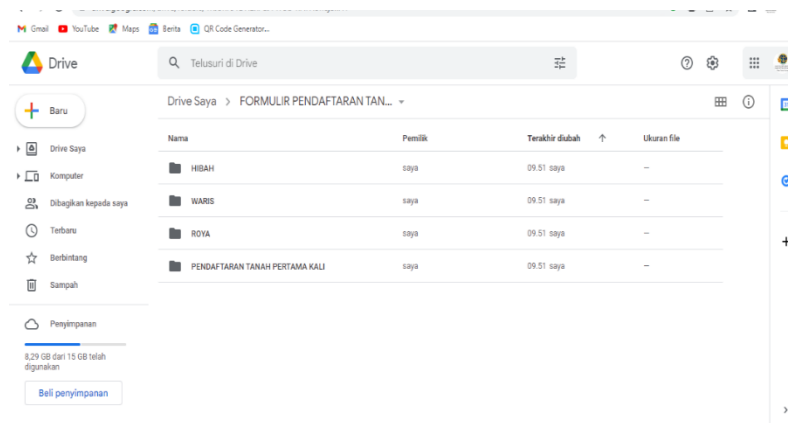 Gmail YouTube Maps Berita QR Code Generator...
Drive
Telusuri di Drive
Baru
Drive Saya > FORMULIR PENDAFTARAN TAN...
Nama Pemilik Terakhir diubah Ukuran file
HIBAH saya 09.51 saya —
WARIS saya 09.51 saya —
ROYA saya 09.51 saya —
PENDAFTARAN TANAH PERTAMA KALI saya 09.51 saya —
Drive Saya
Komputer
Dibagikan kepada saya
Terbaru
Berbintang
Sampah
Penyimpanan
8,29 GB dari 15 GB telah
digunakan
Beli penyimpanan